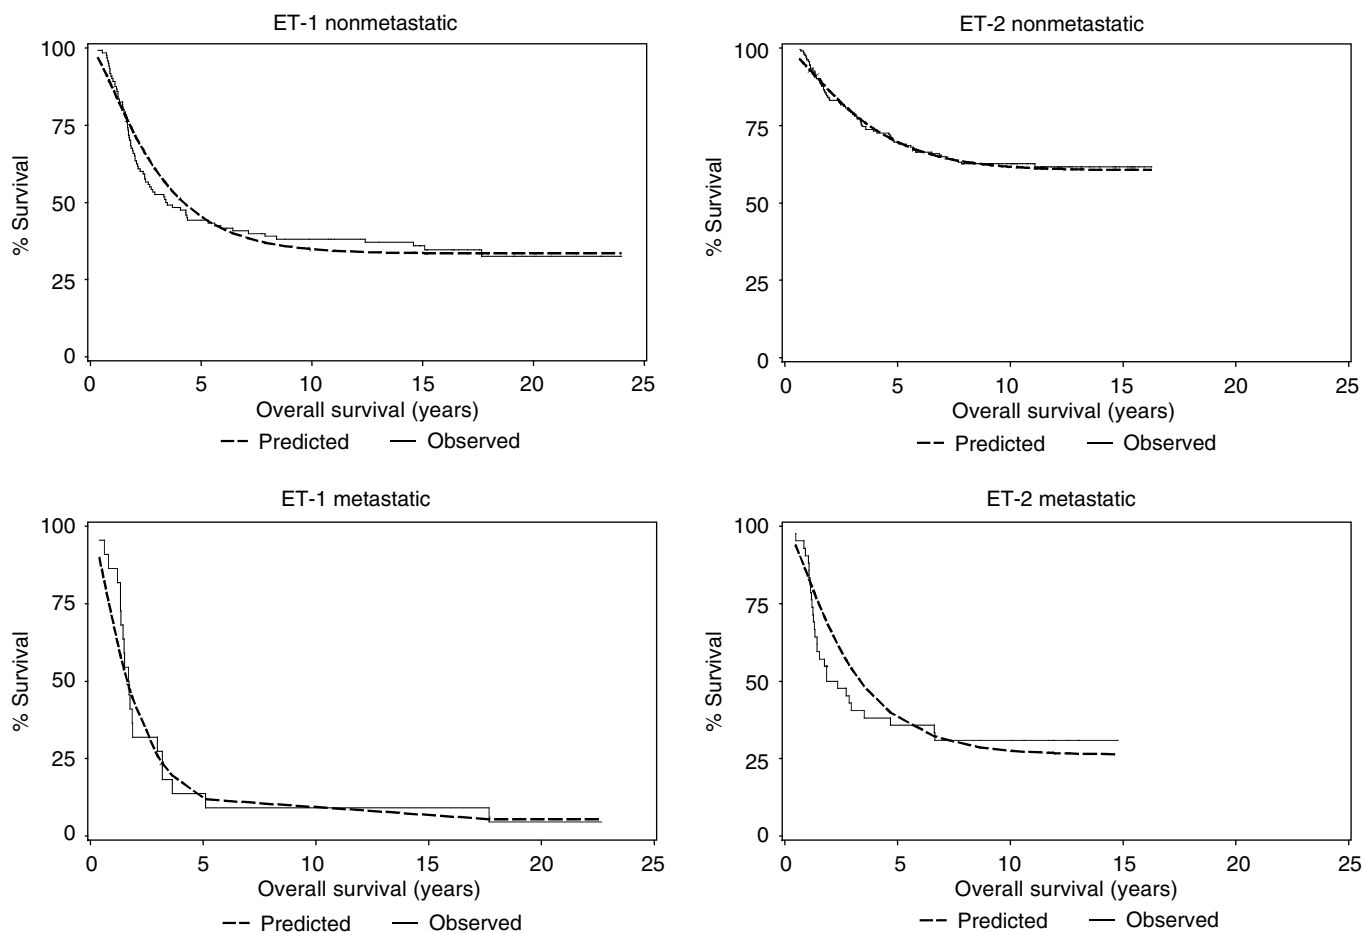 ET-1 nonmetastatic
100
75
50
25
0
% Survival
0 5 10 15 20 25
Overall survival (years)
Predicted Observed
ET-2 nonmetastatic
100
75
50
25
0
% Survival
0 5 10 15 20 25
Overall survival (years)
Predicted Observed
ET-1 metastatic
100
75
50
25
0
% Survival
0 5 10 15 20 25
Overall survival (years)
Predicted Observed
ET-2 metastatic
100
75
50
25
0
% Survival
0 5 10 15 20 25
Overall survival (years)
Predicted Observed